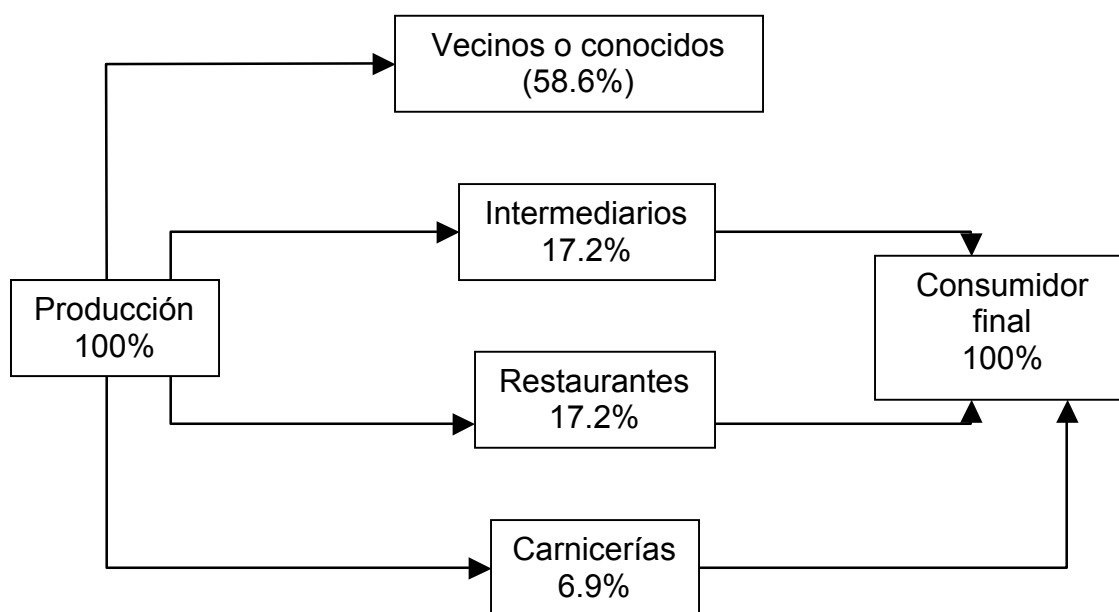 Vecinos o conocidos
(58.6%)
Intermediarios
17.2%
Producción
100%
Consumidor
final
100%
Restaurantes
17.2%
Carnicerías
6.9%